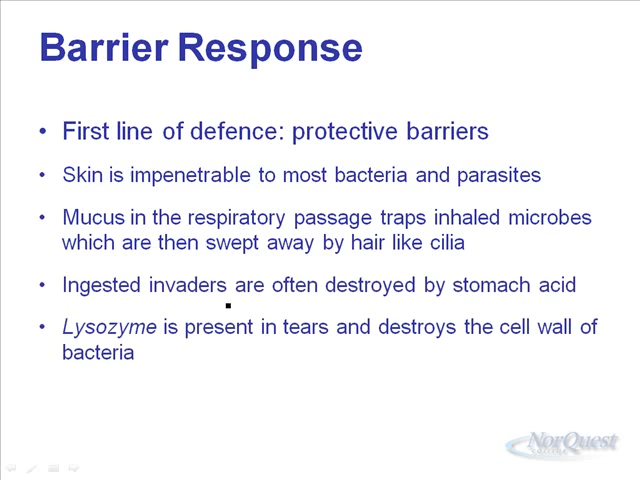 Barrier Response
• First line of defence: protective barriers
• Skin is impenetrable to most bacteria and parasites
• Mucus in the respiratory passage traps inhaled microbes
which are then swept away by hair like cilia
• Ingested invaders are often destroyed by stomach acid
• Lysozyme is present in tears and destroys the cell wall of
bacteria
NorQuest
COLLEGE